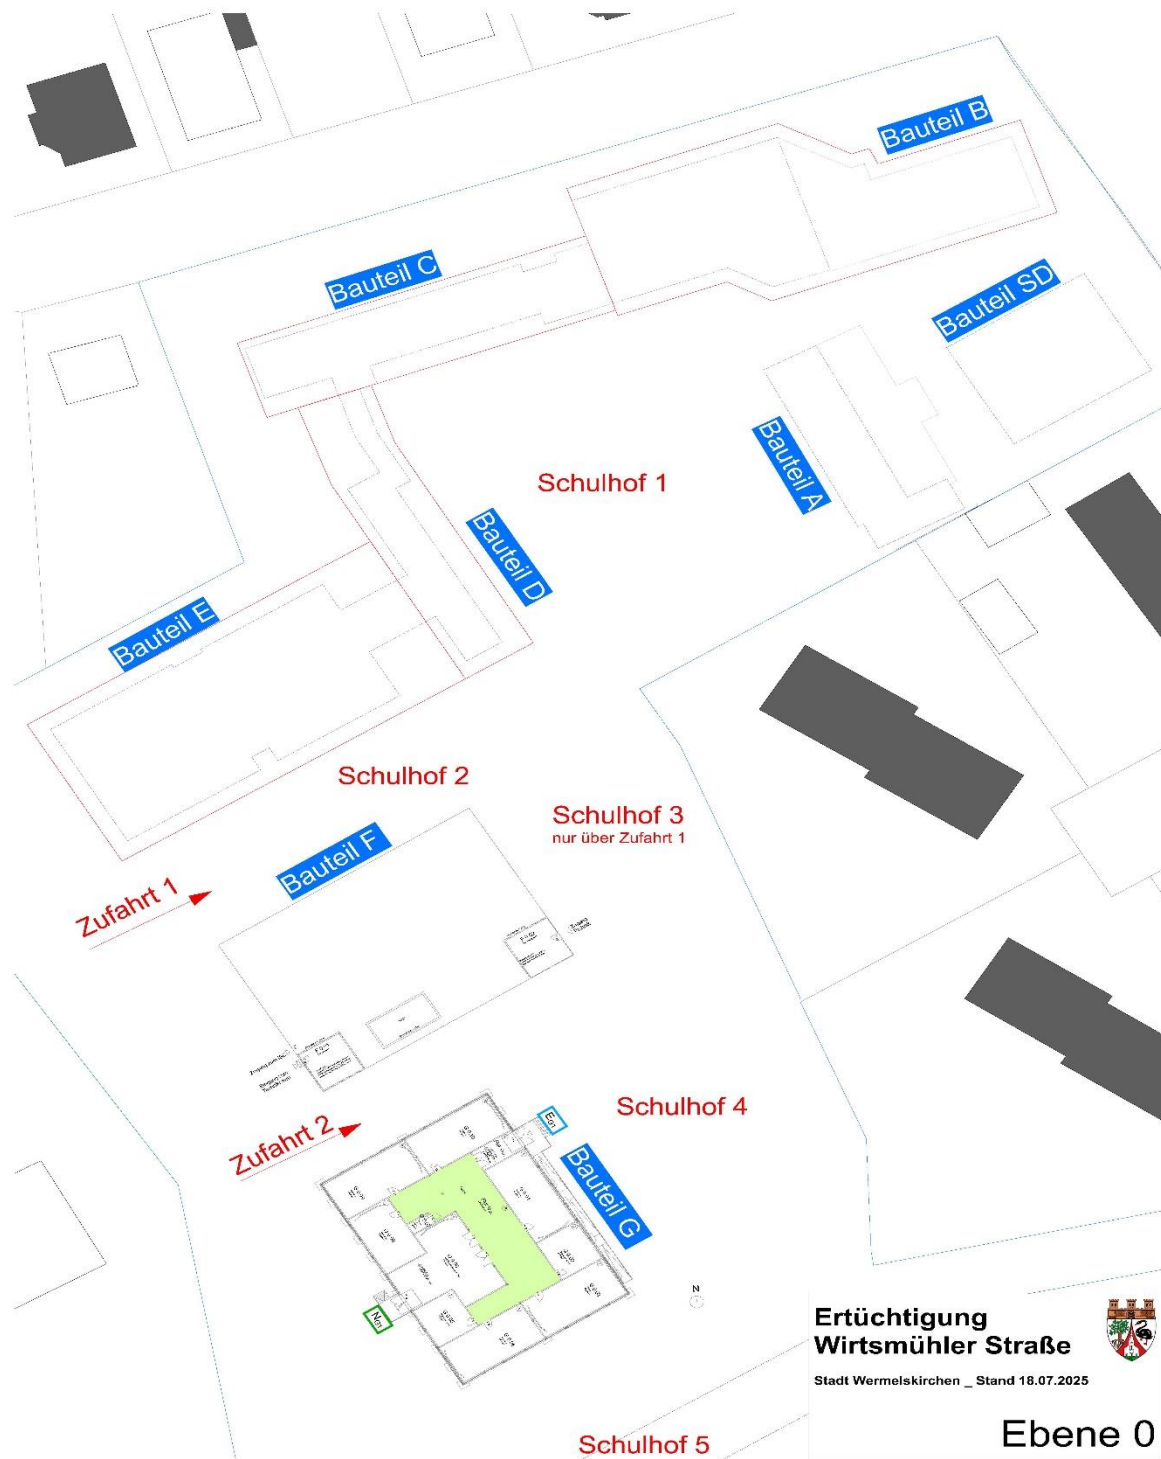 Bauteil B
Bauteil C
Bauteil SD
Bauteil A
Schulhof 1
Bauteil D
Bauteil E
Schulhof 2
Schulhof 3
nur über Zufahrt 1
Bauteil F
Zufahrt 1
Schulhof 4
E01
Zufahrt 2
Bauteil G
N
N01
Ertüchtigung
Wirtsmühler Straße
Stadt Wermelskirchen _ Stand 18.07.2025
Ebene 0
Schulhof 5